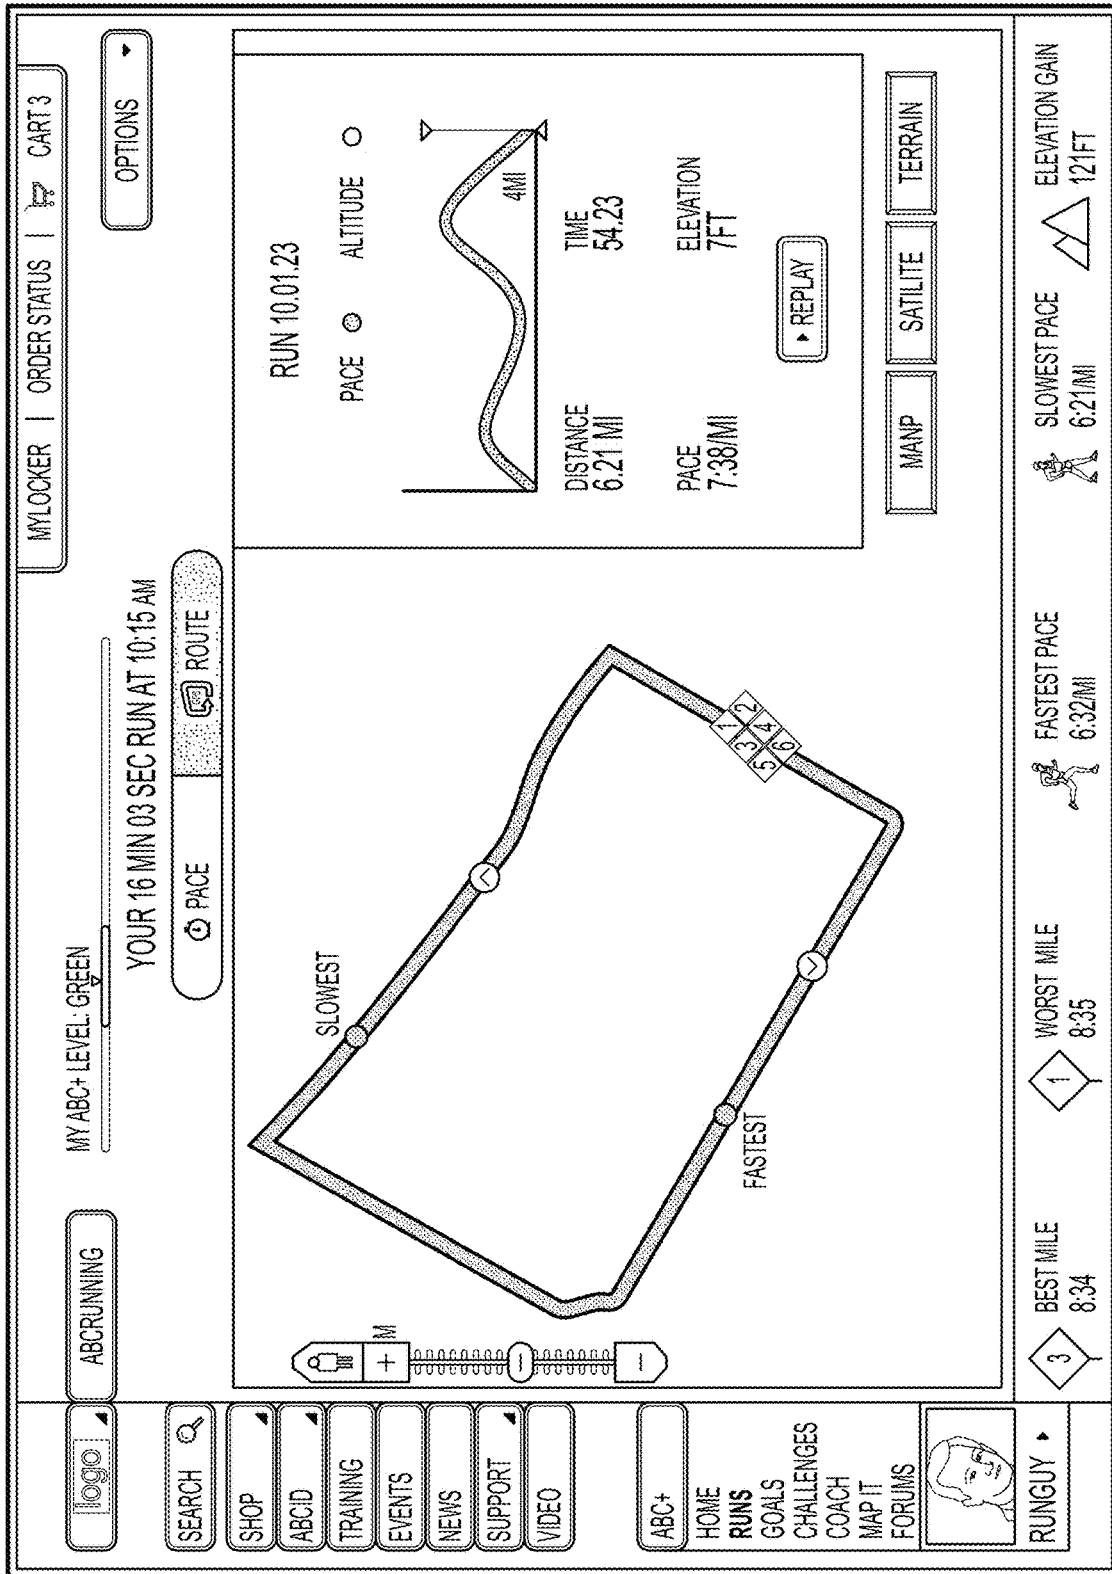 MYLOCKER | ORDER STATUS | CART 3
logo
ABCRUNNING
MY ABC+ LEVEL: GREEN
OPTIONS
YOUR 16 MIN 03 SEC RUN AT 10:15 AM
PACE
ROUTE
SEARCH
SHOP
ABCID
TRAINING
EVENTS
NEWS
SUPPORT
VIDEO
ABC+
HOME
RUNS
GOALS
CHALLENGES
COACH
MAP IT
FORUMS
RUNGUY
M
+
−
−
SLOWEST
FASTEST
1 2
3 4
5 6
RUN 10.01.23
PACE ALTITUDE
4MI
DISTANCE TIME
6.21 MI 54.23
PACE ELEVATION
7:38/MI 7FT
REPLAY
MANP SATILITE TERRAIN
3 BEST MILE
8:34
1 WORST MILE
8:35
FASTEST PACE
6:32/MI
SLOWEST PACE
6:21/MI
ELEVATION GAIN
121FT